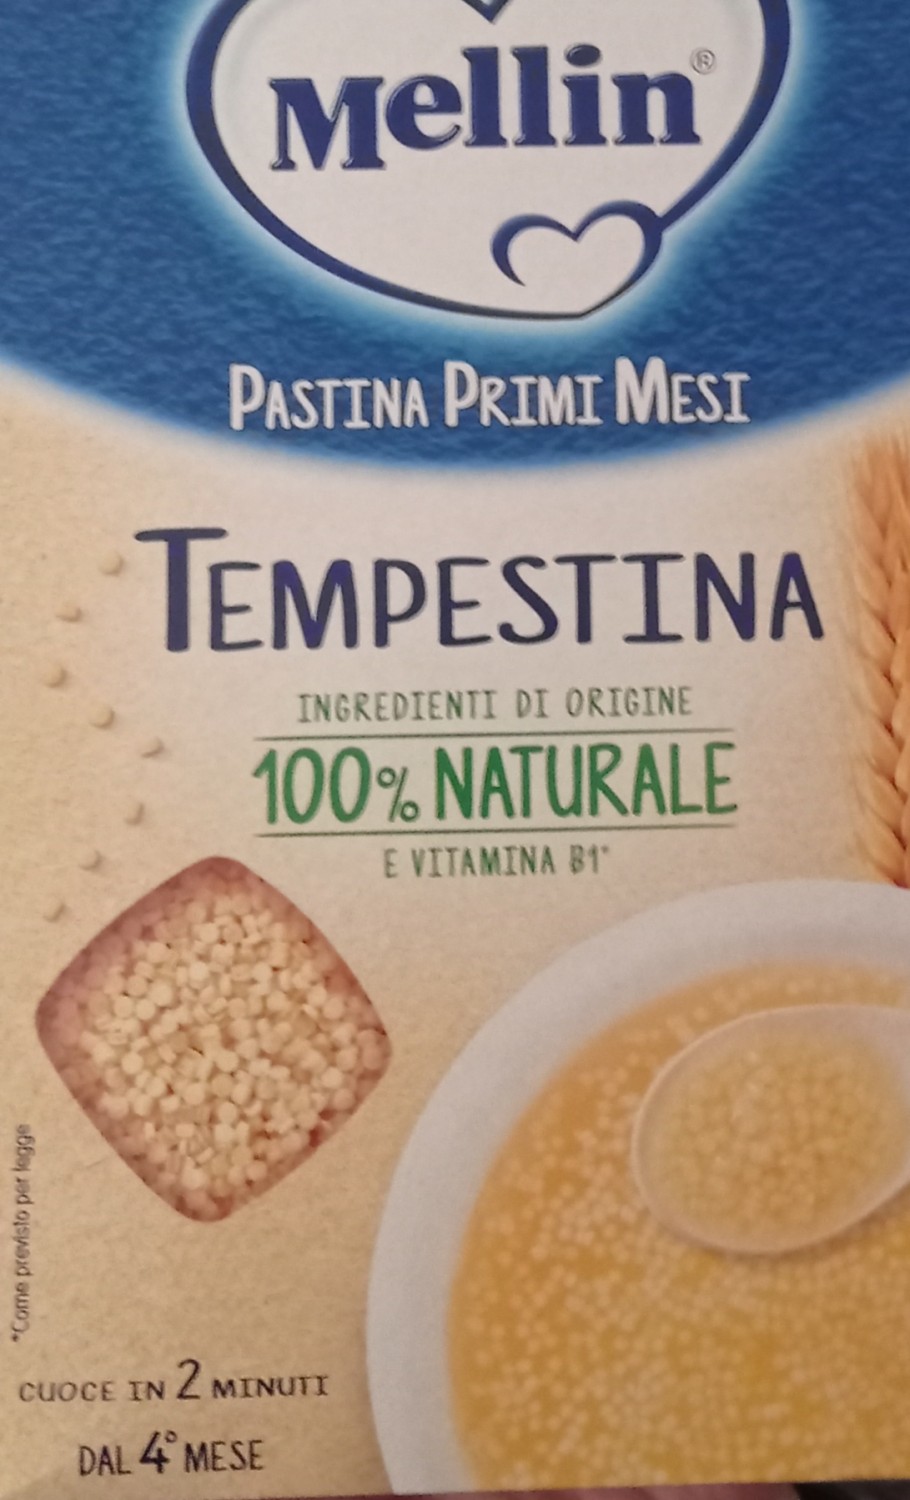 Mellin®
PASTINA PRIMI MESI
TEMPESTINA
INGREDIENTI DI ORIGINE
100% NATURALE
E VITAMINA B1*
*Come previsto per legge
CUOCE IN 2 MINUTI
DAL 4° MESE